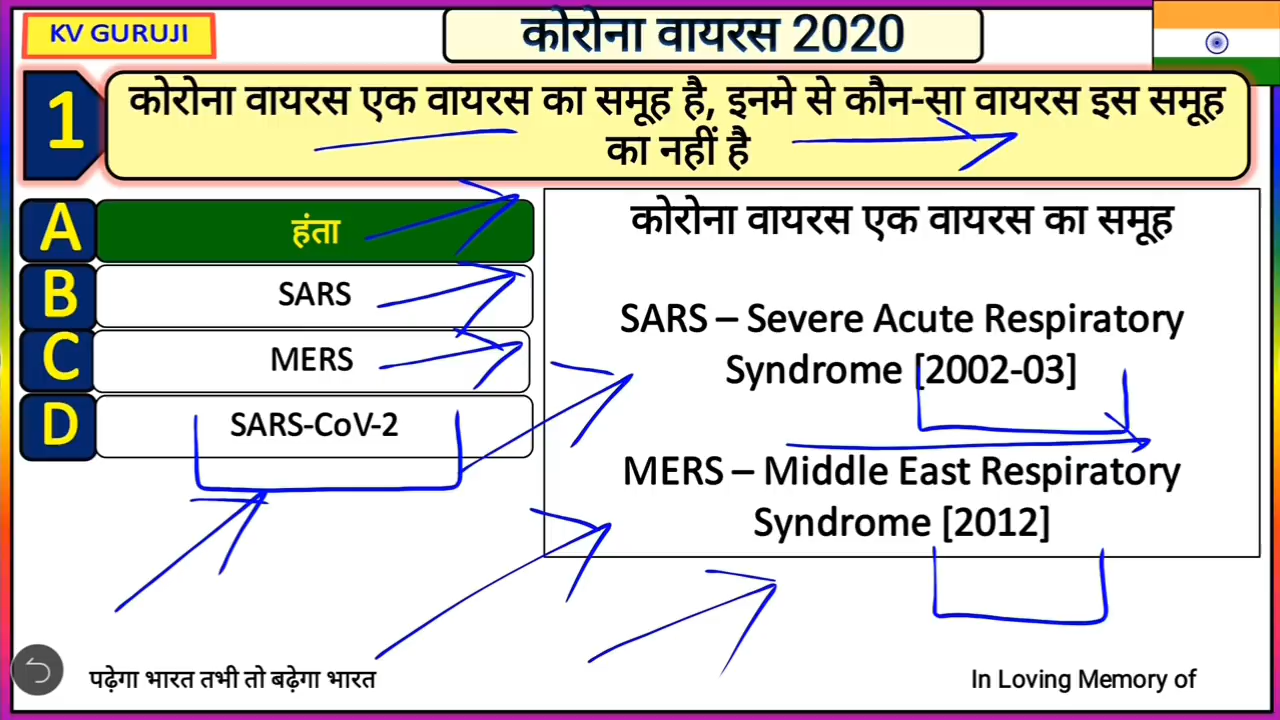 KV GURUJI
कोरोना वायरस 2020
1
कोरोना वायरस एक वायरस का समूह है, इनमे से कौन-सा वायरस इस समूह
का नहीं है
A
हंता
B
SARS
C
MERS
D
SARS-CoV-2
कोरोना वायरस एक वायरस का समूह
SARS – Severe Acute Respiratory
Syndrome [2002-03]
MERS – Middle East Respiratory
Syndrome [2012]
पढ़ेगा भारत तभी तो बढ़ेगा भारत
In Loving Memory of